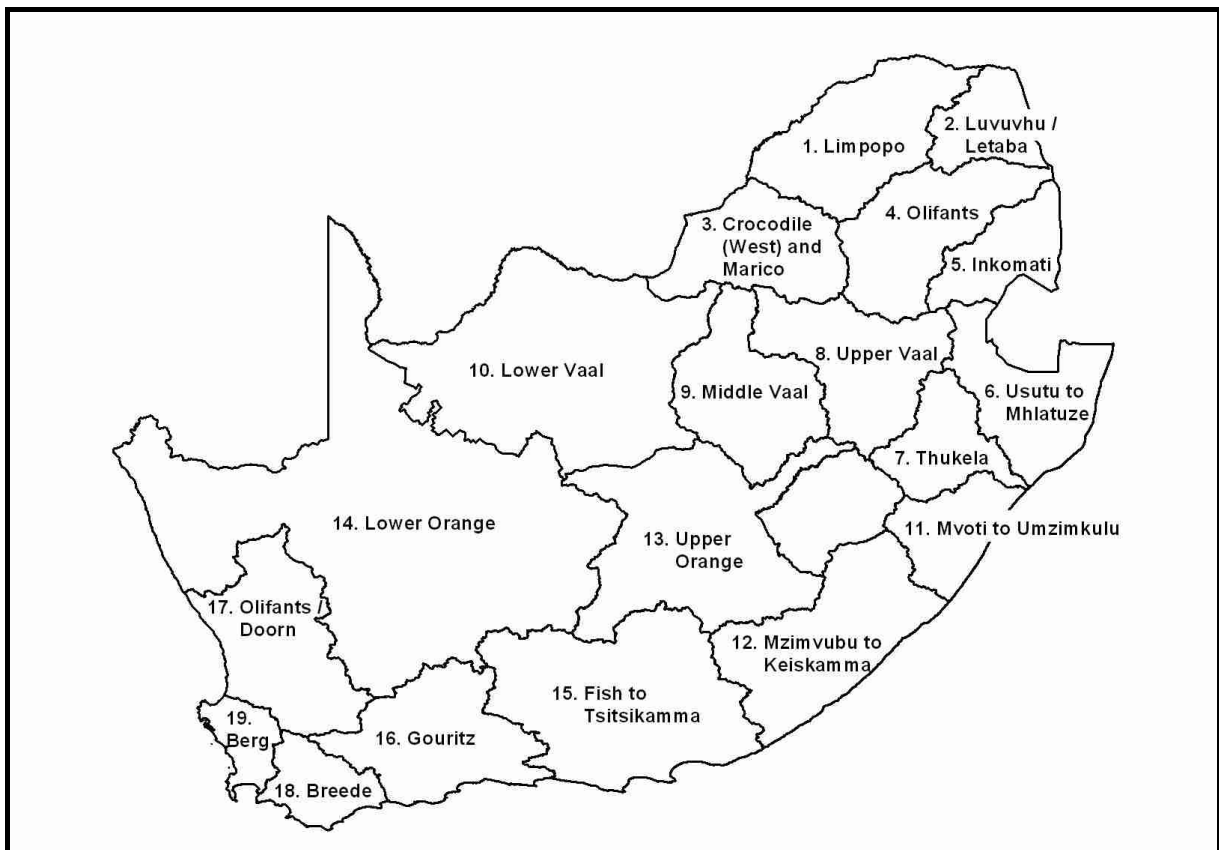 1. Limpopo
2. Luvuvhu /
Letaba
3. Crocodile
(West) and
Marico
4. Olifants
5. Inkomati
6. Usutu to
Mhlatuze
7. Thukela
8. Upper Vaal
9. Middle Vaal
10. Lower Vaal
11. Mvoti to Umzimkulu
12. Mzimvubu to
Keiskamma
13. Upper
Orange
14. Lower Orange
15. Fish to
Tsitsikamma
16. Gouritz
17. Olifants /
Doorn
18. Breede
19.
Berg